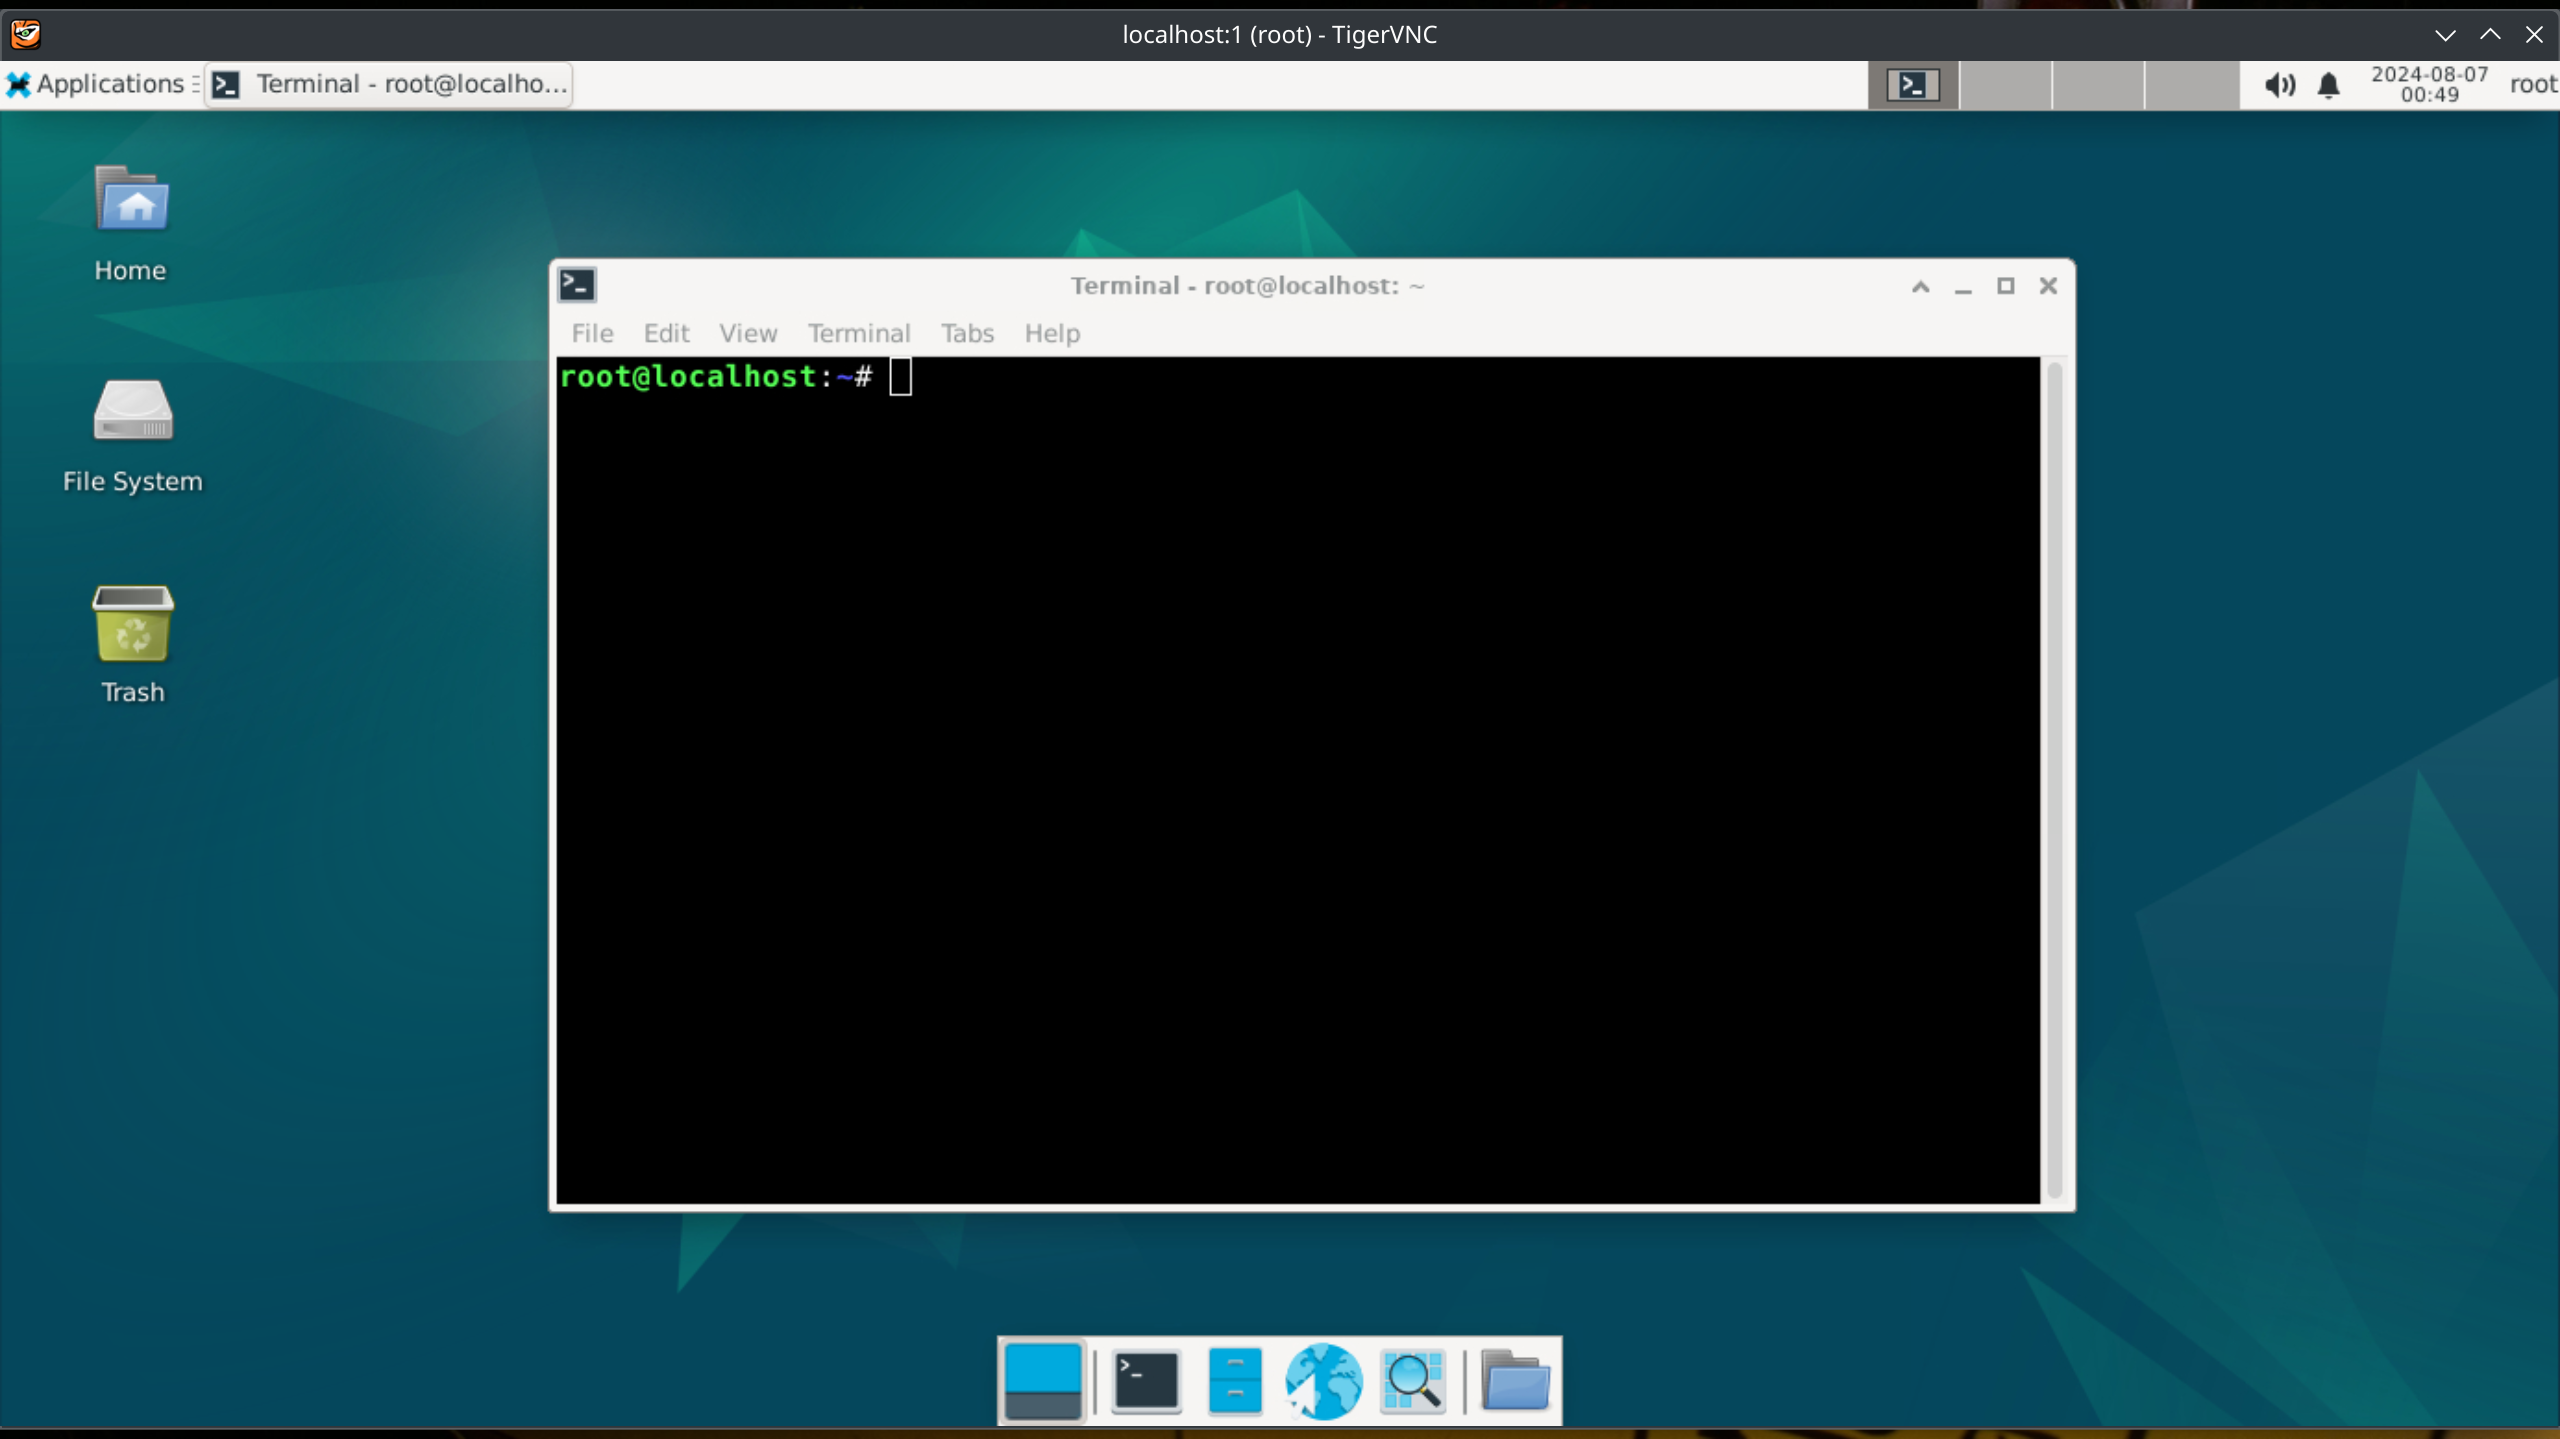 localhost:1 (root) - TigerVNC
Applications
Terminal - root@localho...
2024-08-07
00:49
root
Home
File System
Trash
Terminal - root@localhost: ~
File Edit View Terminal Tabs Help
root@localhost:~#